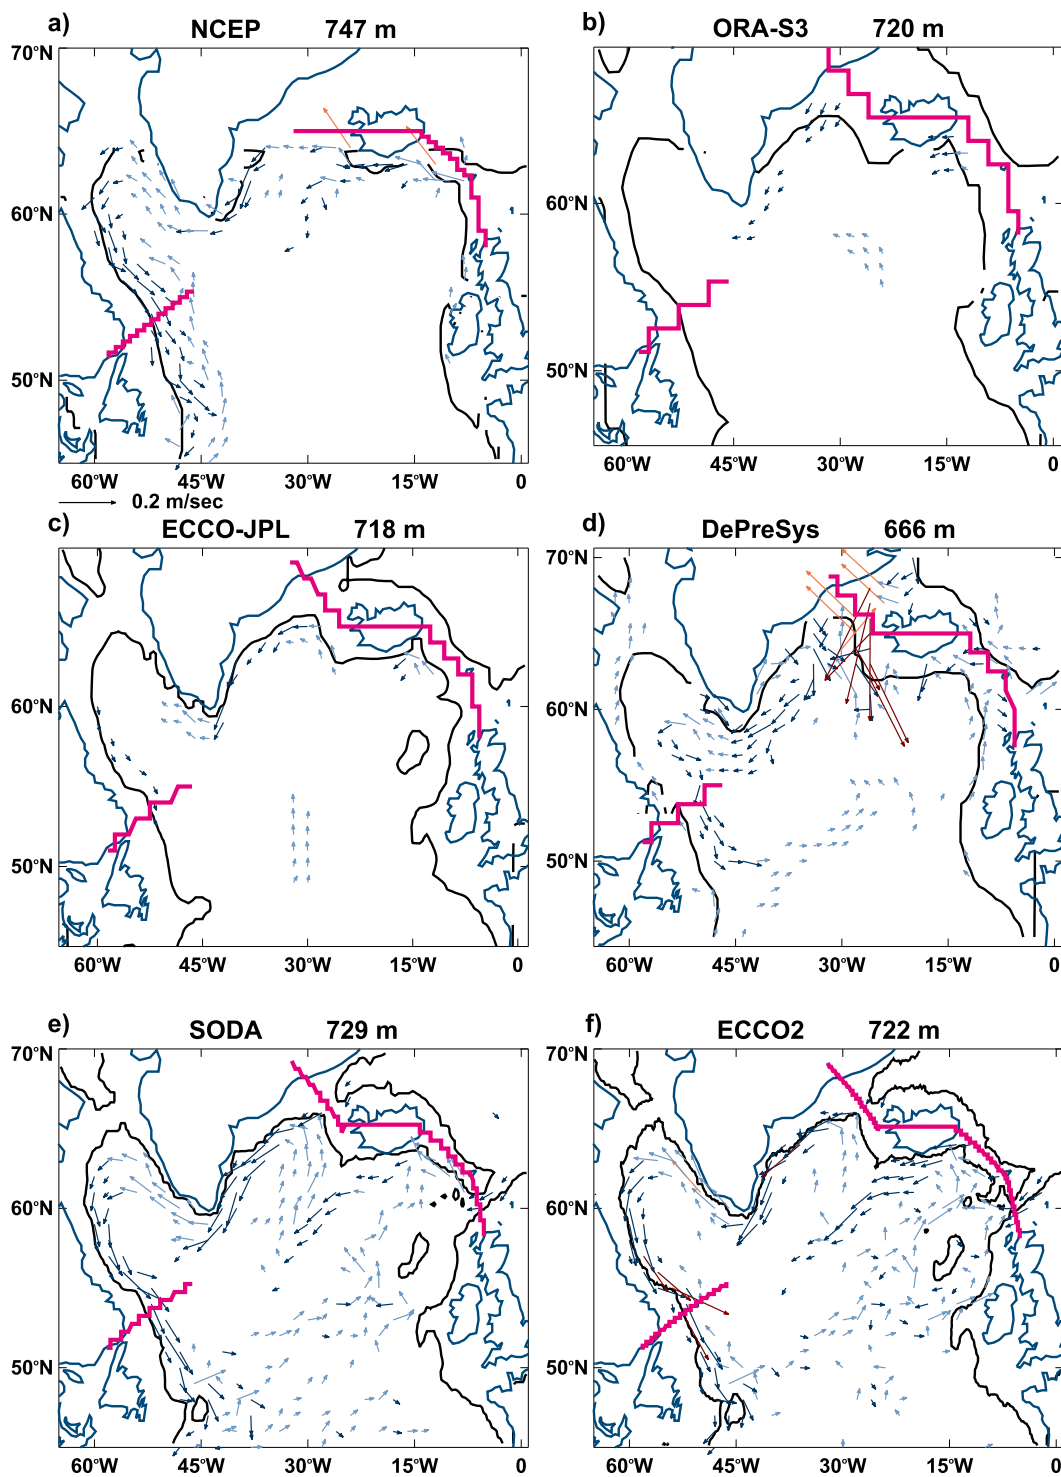 a) NCEP 747 m
b) ORA-S3 720 m
70°N
60°N
50°N
60°W 45°W 30°W 15°W 0
0.2 m/sec
60°N
50°N
60°W 45°W 30°W 15°W 0
c) ECCO-JPL 718 m
d) DePreSys 666 m
60°N
50°N
60°W 45°W 30°W 15°W 0
70°N
60°N
50°N
60°W 45°W 30°W 15°W 0
e) SODA 729 m
f) ECCO2 722 m
70°N
60°N
50°N
60°W 45°W 30°W 15°W 0
70°N
60°N
50°N
60°W 45°W 30°W 15°W 0